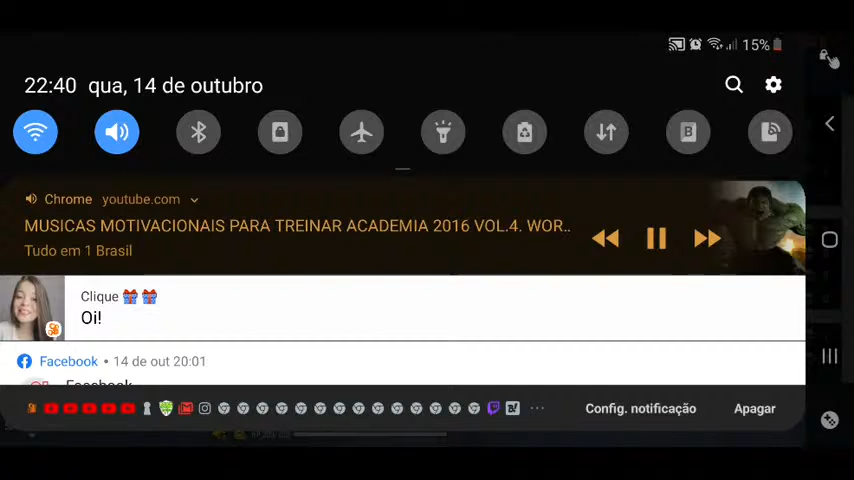 15%
22:40 qua, 14 de outubro
Chrome youtube.com
MUSICAS MOTIVACIONAIS PARA TREINAR ACADEMIA 2016 VOL.4. WOR..
Tudo em 1 Brasil
Clique 🎁 🎁
Oi!
Facebook • 14 de out 20:01
Facebook
Config. notificação Apagar